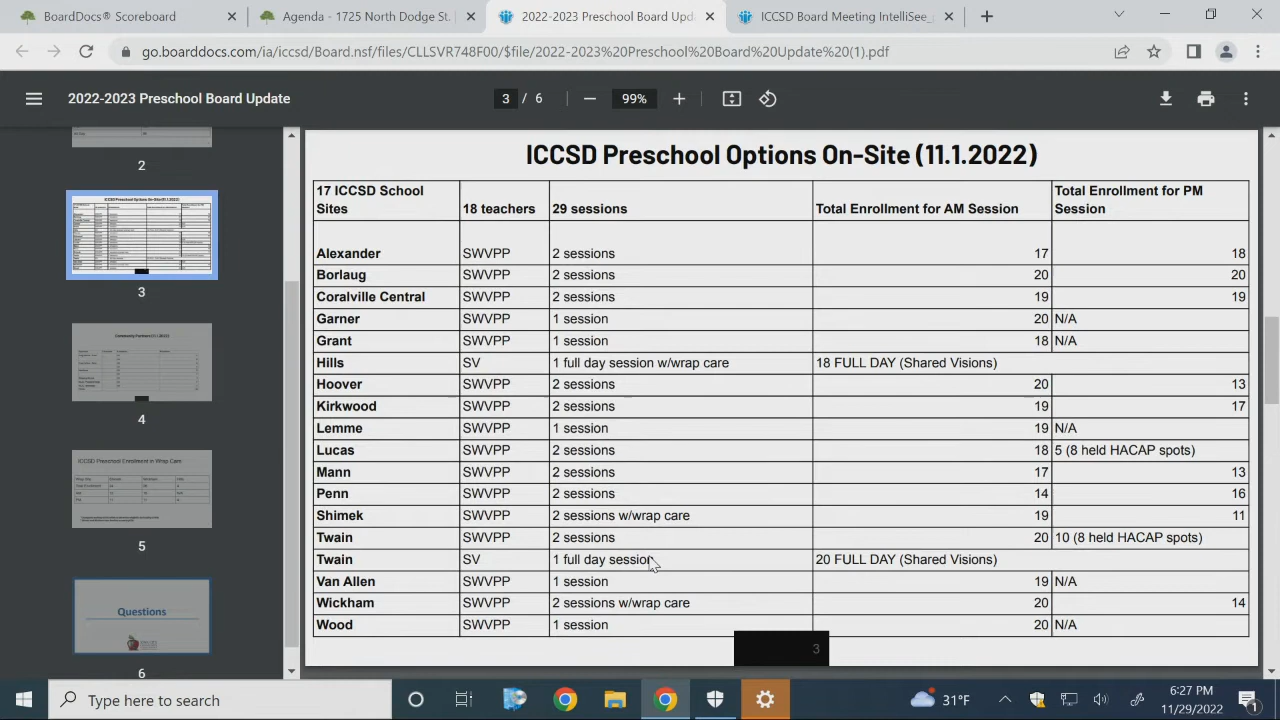 BoardDocs® Scoreboard
Agenda - 1725 North Dodge St.
2022-2023 Preschool Board Upda
ICCSD Board Meeting IntelliSee_
go.boarddocs.com/ia/iccsd/Board.nsf/files/CLLSVR748F00/$file/2022-2023%20Preschool%20Board%20Update%20(1).pdf
2022-2023 Preschool Board Update
3 / 6
99%
2
3
4
5
Questions
6
ICCSD Preschool Options On-Site (11.1.2022)
17 ICCSD School Sites 18 teachers 29 sessions Total Enrollment for AM Session Total Enrollment for PM Session
Alexander SWVPP 2 sessions 17 18
Borlaug SWVPP 2 sessions 20 20
Coralville Central SWVPP 2 sessions 19 19
Garner SWVPP 1 session 20 N/A
Grant SWVPP 1 session 18 N/A
Hills SV 1 full day session w/wrap care 18 FULL DAY (Shared Visions)
Hoover SWVPP 2 sessions 20 13
Kirkwood SWVPP 2 sessions 19 17
Lemme SWVPP 1 session 19 N/A
Lucas SWVPP 2 sessions 18 5 (8 held HACAP spots)
Mann SWVPP 2 sessions 17 13
Penn SWVPP 2 sessions 14 16
Shimek SWVPP 2 sessions w/wrap care 19 11
Twain SWVPP 2 sessions 20 10 (8 held HACAP spots)
Twain SV 1 full day session 20 FULL DAY (Shared Visions)
Van Allen SWVPP 1 session 19 N/A
Wickham SWVPP 2 sessions w/wrap care 20 14
Wood SWVPP 1 session 20 N/A
3
Type here to search
31°F
6:27 PM
11/29/2022
1